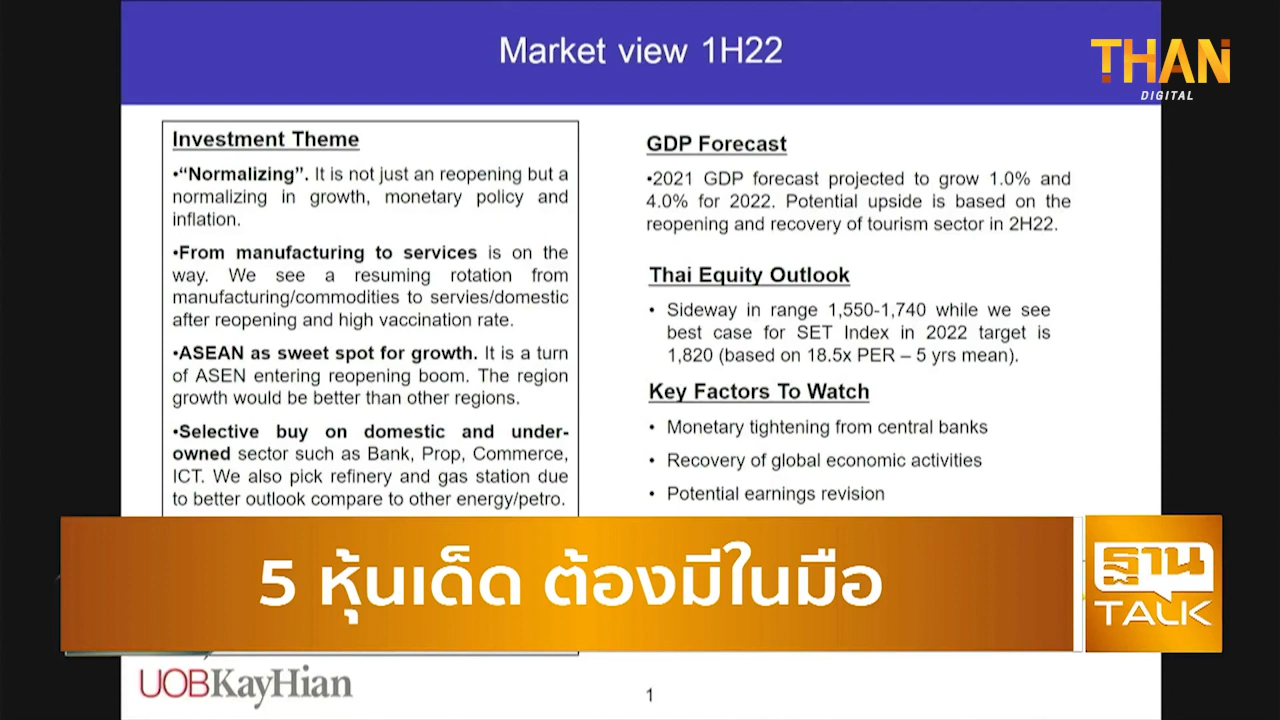 Market view 1H22
THAN
DIGITAL
Investment Theme
•“Normalizing”. It is not just an reopening but a
normalizing in growth, monetary policy and
inflation.
•From manufacturing to services is on the
way. We see a resuming rotation from
manufacturing/commodities to servies/domestic
after reopening and high vaccination rate.
•ASEAN as sweet spot for growth. It is a turn
of ASEN entering reopening boom. The region
growth would be better than other regions.
•Selective buy on domestic and under-
owned sector such as Bank, Prop, Commerce,
ICT. We also pick refinery and gas station due
to better outlook compare to other energy/petro.
GDP Forecast
•2021 GDP forecast projected to grow 1.0% and
4.0% for 2022. Potential upside is based on the
reopening and recovery of tourism sector in 2H22.
Thai Equity Outlook
• Sideway in range 1,550-1,740 while we see
best case for SET Index in 2022 target is
1,820 (based on 18.5x PER – 5 yrs mean).
Key Factors To Watch
• Monetary tightening from central banks
• Recovery of global economic activities
• Potential earnings revision
5 หุ้นเด็ด ต้องมีในมือ
ฐาน
TALK
UOBKayHian
1